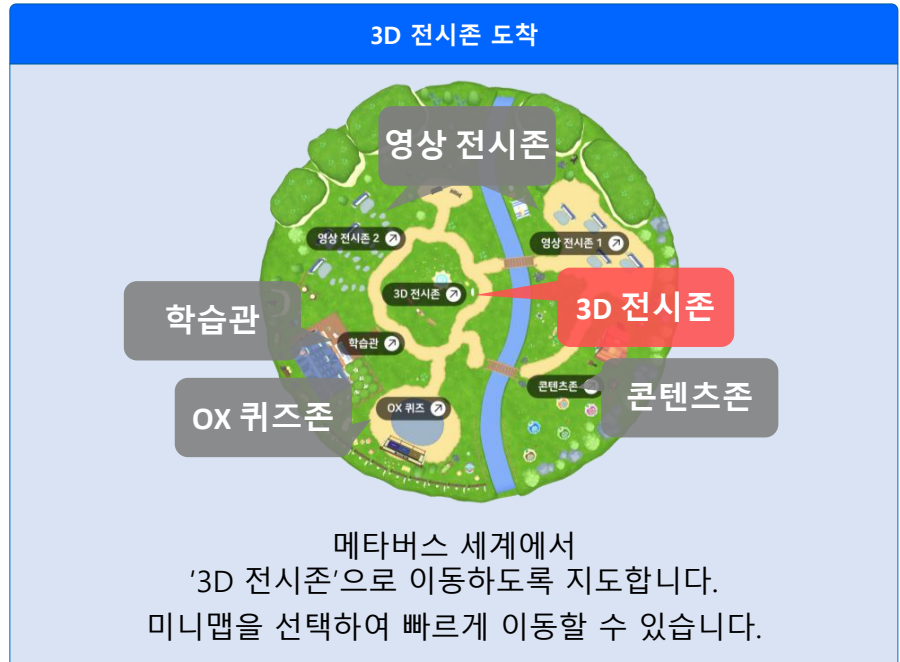 3D 전시존 도착
영상 전시존
영상 전시존 2
영상 전시존 1
3D 전시존
3D 전시존
학습관
학습관
콘텐츠존
콘텐츠존
OX 퀴즈존
OX 퀴즈
메타버스 세계에서
'3D 전시존'으로 이동하도록 지도합니다.
미니맵을 선택하여 빠르게 이동할 수 있습니다.